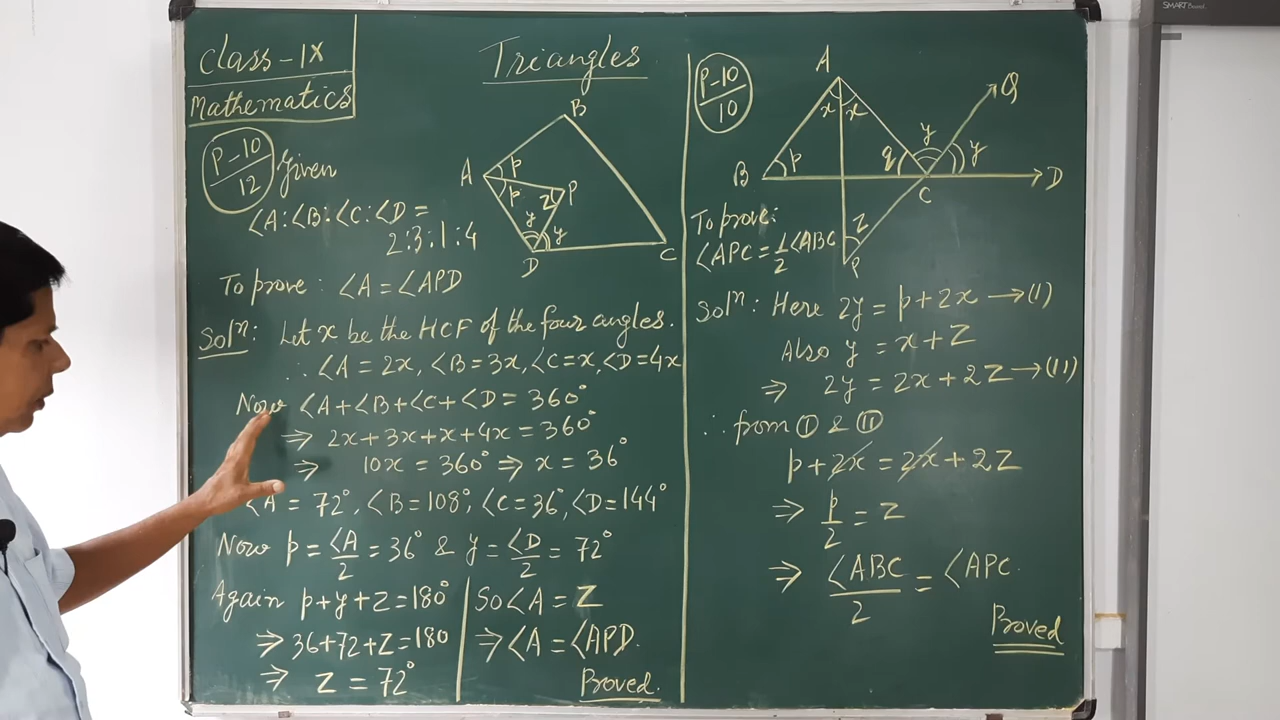 Class-IX
Mathematics
Triangles
P-10/12 Given
∠A:∠B:∠C:∠D =
2:3:1:4
A B C D P p p y y z
To prove: ∠A = ∠APD
Solⁿ: Let x be the HCF of the four angles.
∴ ∠A = 2x, ∠B = 3x, ∠C = x, ∠D = 4x
Now ∠A+∠B+∠C+∠D = 360°
⇒ 2x+3x+x+4x = 360°
⇒ 10x = 360° ⇒ x = 36°
∠A = 72°, ∠B = 108°, ∠C = 36°, ∠D = 144°
Now p = ∠A/2 = 36° & y = ∠D/2 = 72°
Again p+y+z = 180°
⇒ 36+72+z = 180
⇒ z = 72°
So ∠A = z
⇒ ∠A = ∠APD.
Proved.
P-10/10
A B C D Q P x x p q y y z
To prove:
∠APC = 1/2 ∠ABC
Solⁿ: Here 2y = p+2x →(I)
Also y = x+z
⇒ 2y = 2x+2z →(II)
∴ from I & II
p+2x = 2x+2z
⇒ p/2 = z
⇒ ∠ABC/2 = ∠APC.
Proved
SMART Board